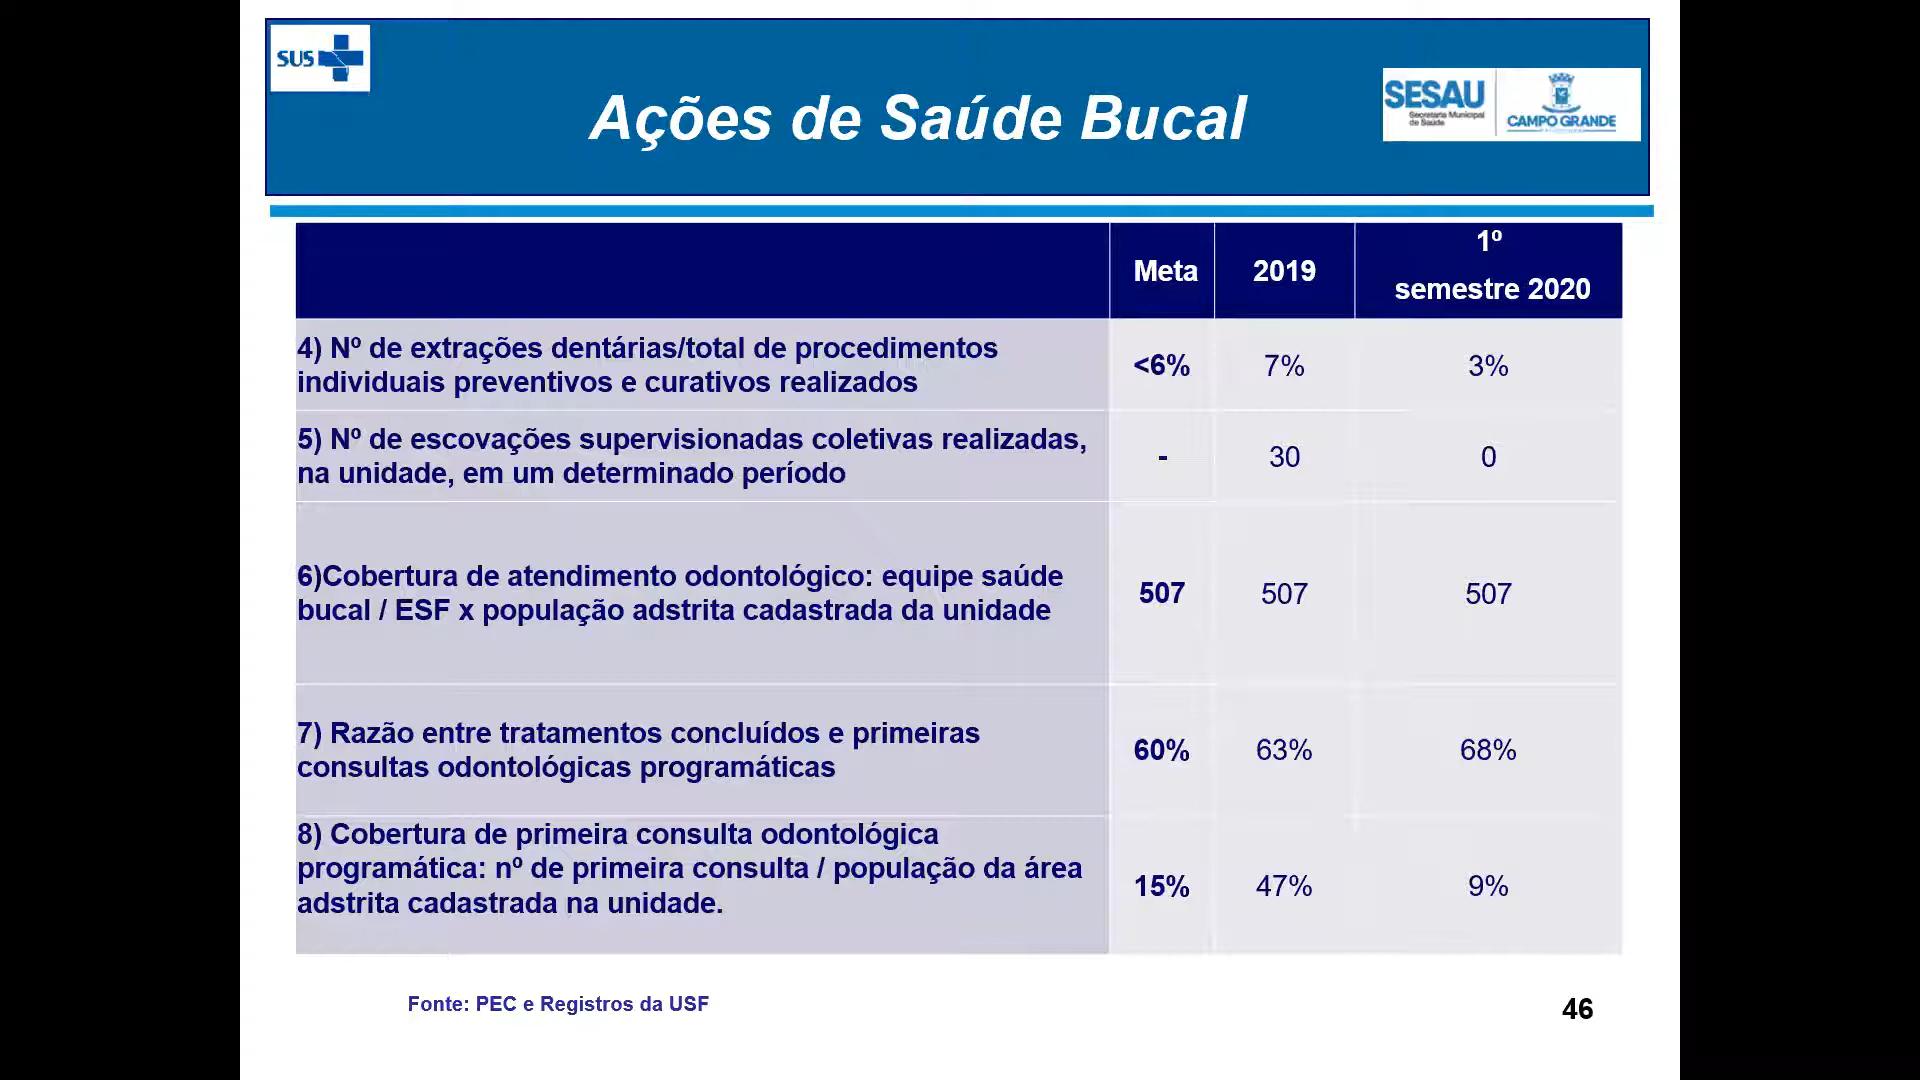 SUS
Ações de Saúde Bucal
SESAU
Secretaria Municipal
de Saúde
CAMPO GRANDE
Meta
2019
1º
semestre 2020
4) Nº de extrações dentárias/total de procedimentos
individuais preventivos e curativos realizados
<6%
7%
3%
5) Nº de escovações supervisionadas coletivas realizadas,
na unidade, em um determinado período
-
30
0
6)Cobertura de atendimento odontológico: equipe saúde
bucal / ESF x população adstrita cadastrada da unidade
507
507
507
7) Razão entre tratamentos concluídos e primeiras
consultas odontológicas programáticas
60%
63%
68%
8) Cobertura de primeira consulta odontológica
programática: nº de primeira consulta / população da área
adstrita cadastrada na unidade.
15%
47%
9%
Fonte: PEC e Registros da USF
46